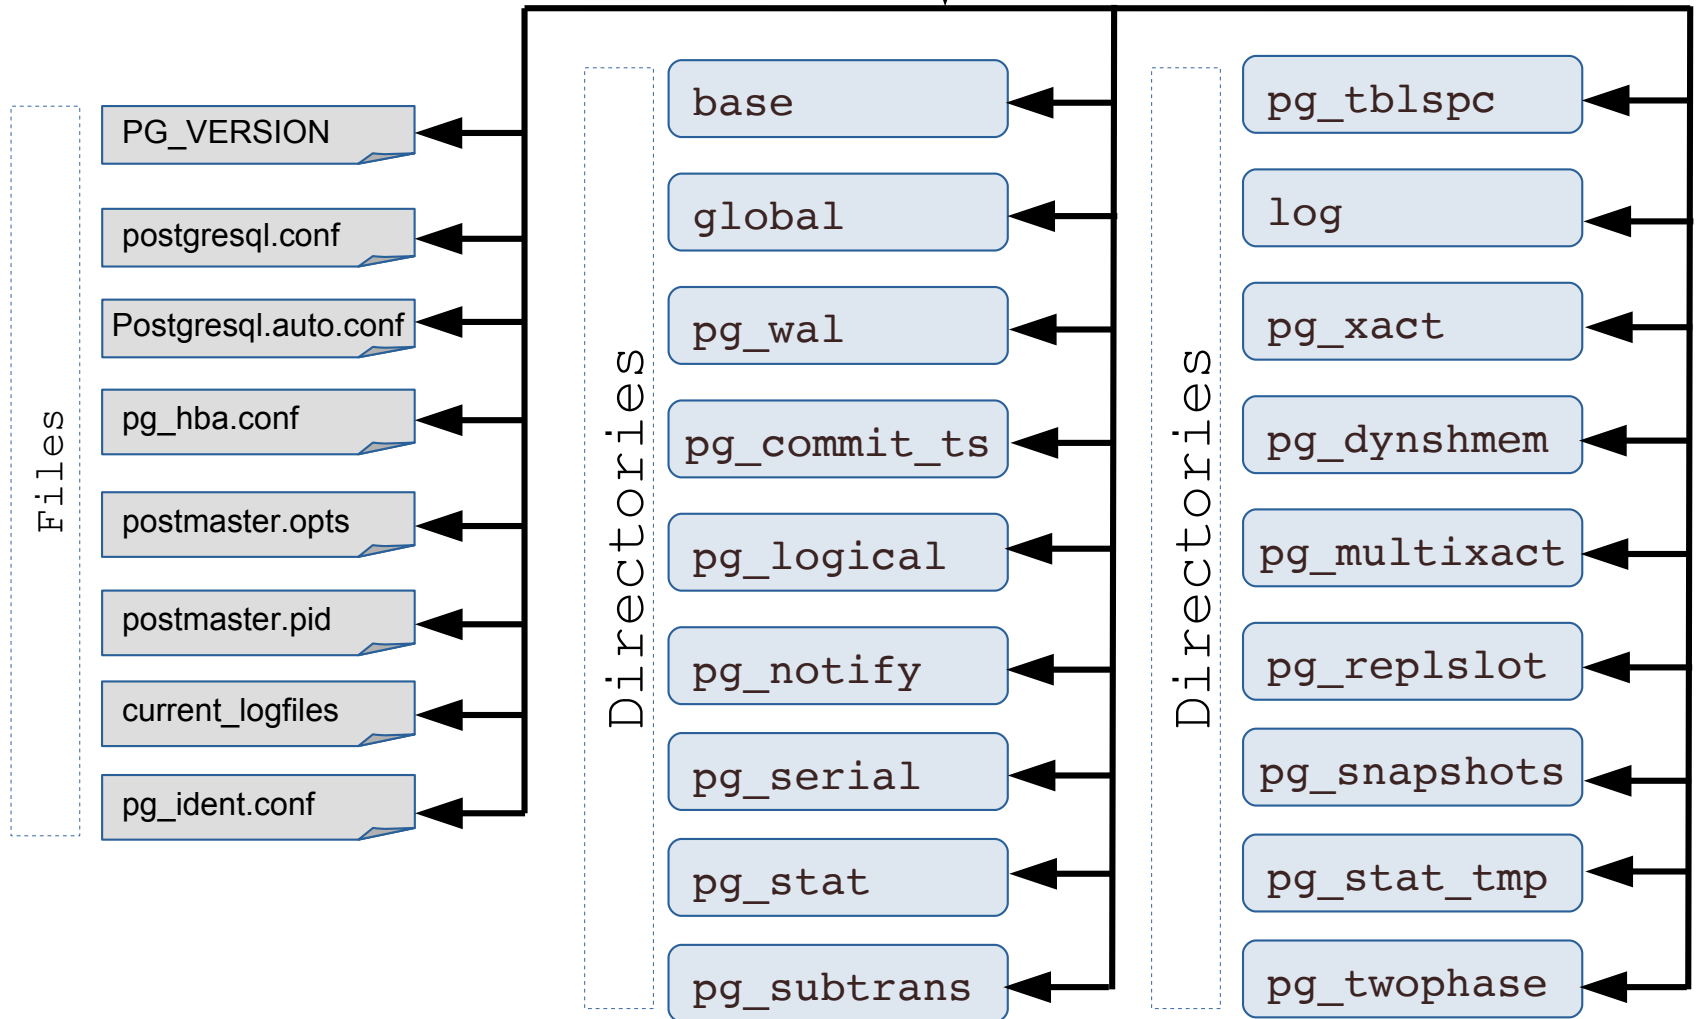 Files
PG_VERSION
postgresql.conf
Postgresql.auto.conf
pg_hba.conf
postmaster.opts
postmaster.pid
current_logfiles
pg_ident.conf
Directories
base
global
pg_wal
pg_commit_ts
pg_logical
pg_notify
pg_serial
pg_stat
pg_subtrans
Directories
pg_tblspc
log
pg_xact
pg_dynshmem
pg_multixact
pg_replslot
pg_snapshots
pg_stat_tmp
pg_twophase